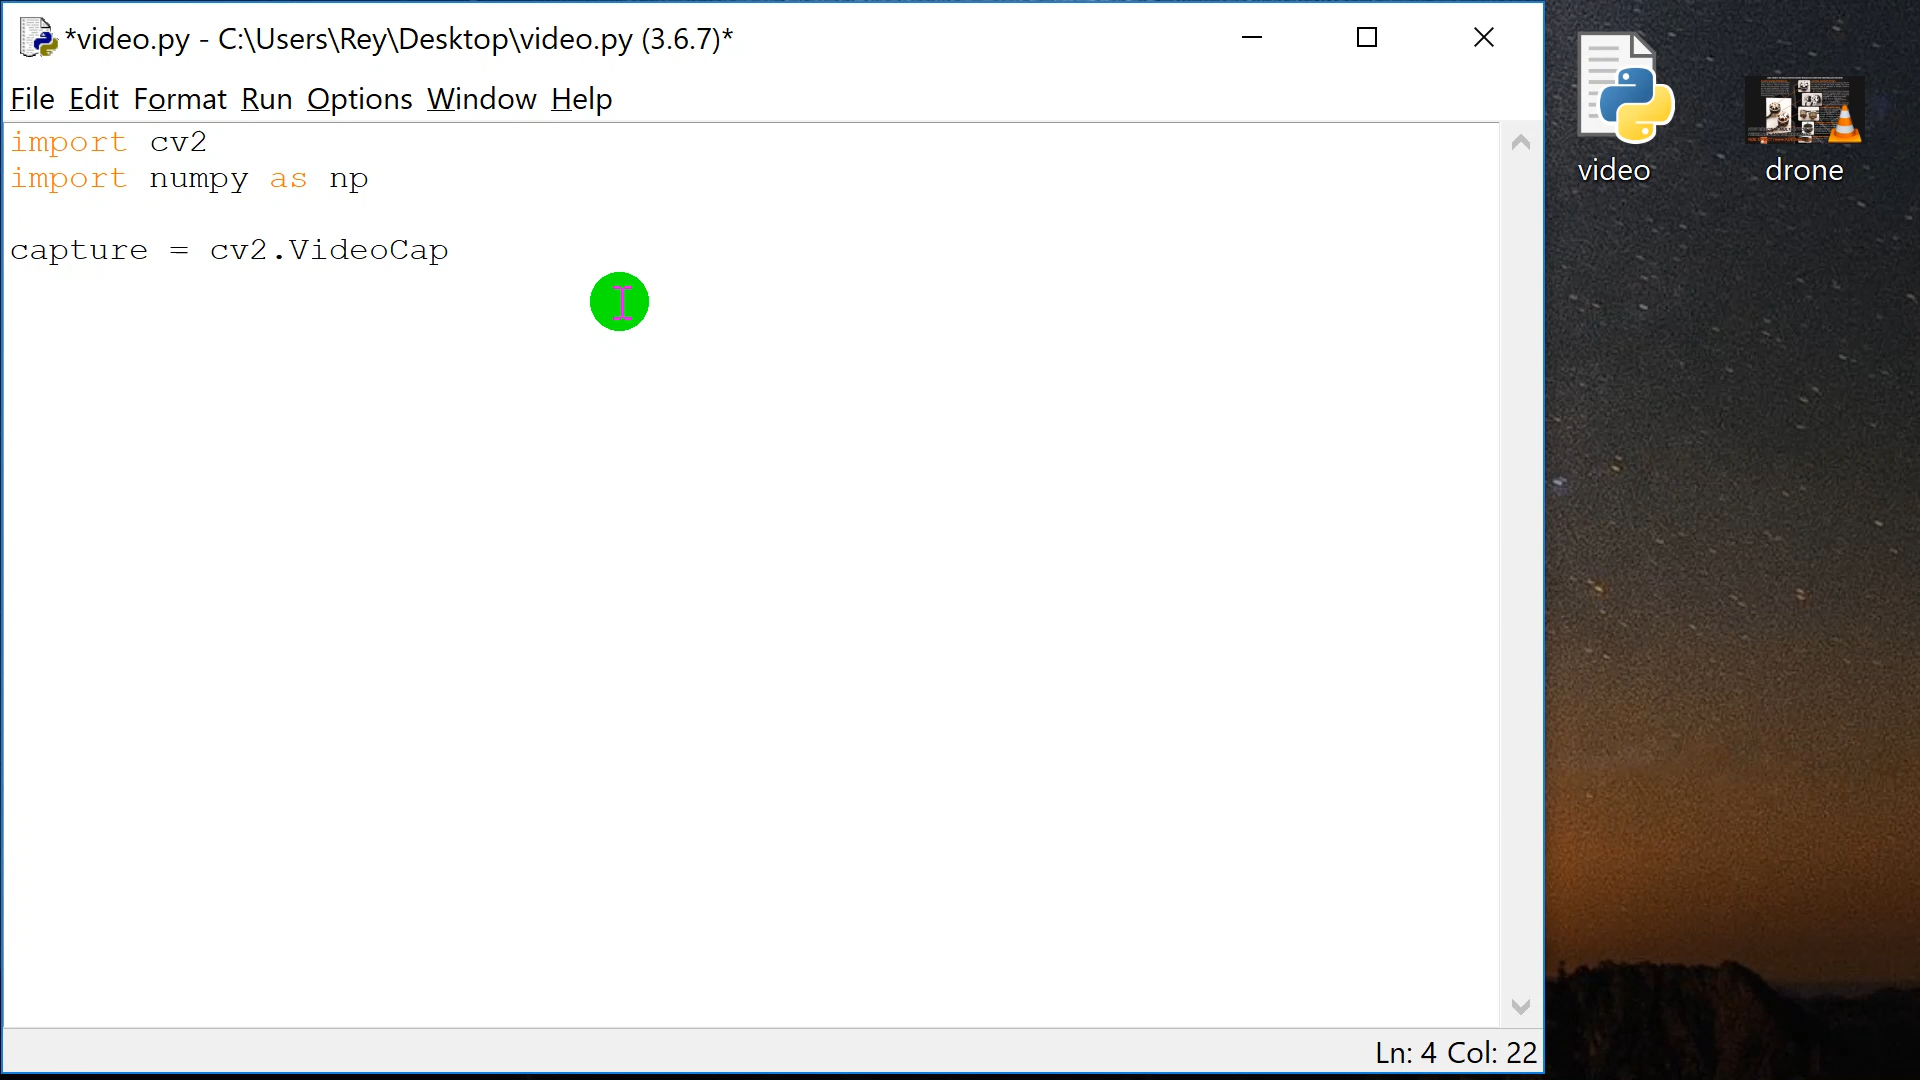 *video.py - C:\Users\Rey\Desktop\video.py (3.6.7)*
File Edit Format Run Options Window Help
import cv2
import numpy as np
capture = cv2.VideoCap
Ln: 4 Col: 22
video
drone